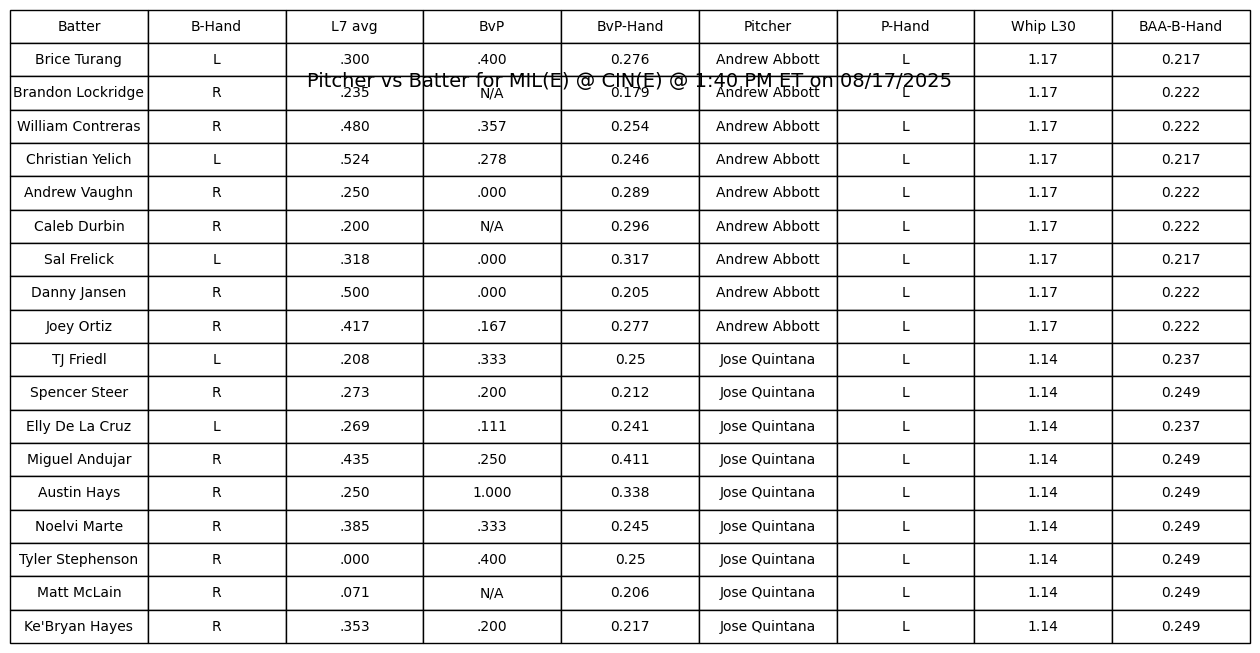 Batter B-Hand L7 avg BvP BvP-Hand Pitcher P-Hand Whip L30 BAA-B-Hand
Brice Turang L .300 .400 0.276 Andrew Abbott L 1.17 0.217
Pitcher vs Batter for MIL(E) @ CIN(E) @ 1:40 PM ET on 08/17/2025
Brandon Lockridge R .235 N/A 0.179 Andrew Abbott L 1.17 0.222
William Contreras R .480 .357 0.254 Andrew Abbott L 1.17 0.222
Christian Yelich L .524 .278 0.246 Andrew Abbott L 1.17 0.217
Andrew Vaughn R .250 .000 0.289 Andrew Abbott L 1.17 0.222
Caleb Durbin R .200 N/A 0.296 Andrew Abbott L 1.17 0.222
Sal Frelick L .318 .000 0.317 Andrew Abbott L 1.17 0.217
Danny Jansen R .500 .000 0.205 Andrew Abbott L 1.17 0.222
Joey Ortiz R .417 .167 0.277 Andrew Abbott L 1.17 0.222
TJ Friedl L .208 .333 0.25 Jose Quintana L 1.14 0.237
Spencer Steer R .273 .200 0.212 Jose Quintana L 1.14 0.249
Elly De La Cruz L .269 .111 0.241 Jose Quintana L 1.14 0.237
Miguel Andujar R .435 .250 0.411 Jose Quintana L 1.14 0.249
Austin Hays R .250 1.000 0.338 Jose Quintana L 1.14 0.249
Noelvi Marte R .385 .333 0.245 Jose Quintana L 1.14 0.249
Tyler Stephenson R .000 .400 0.25 Jose Quintana L 1.14 0.249
Matt McLain R .071 N/A 0.206 Jose Quintana L 1.14 0.249
Ke'Bryan Hayes R .353 .200 0.217 Jose Quintana L 1.14 0.249